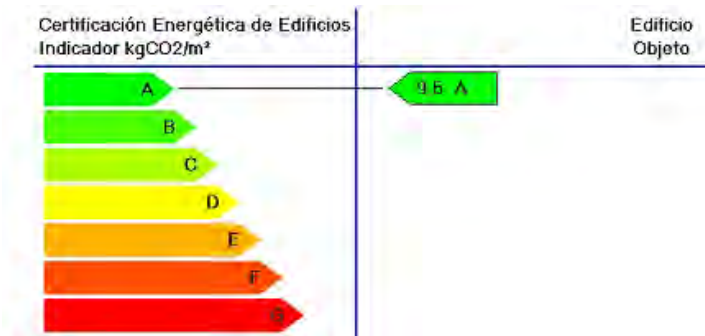 Certificación Energética de Edificios
Indicador kgCO2/m²
Edificio
Objeto
A
9.6 A
B
C
D
E
F
G